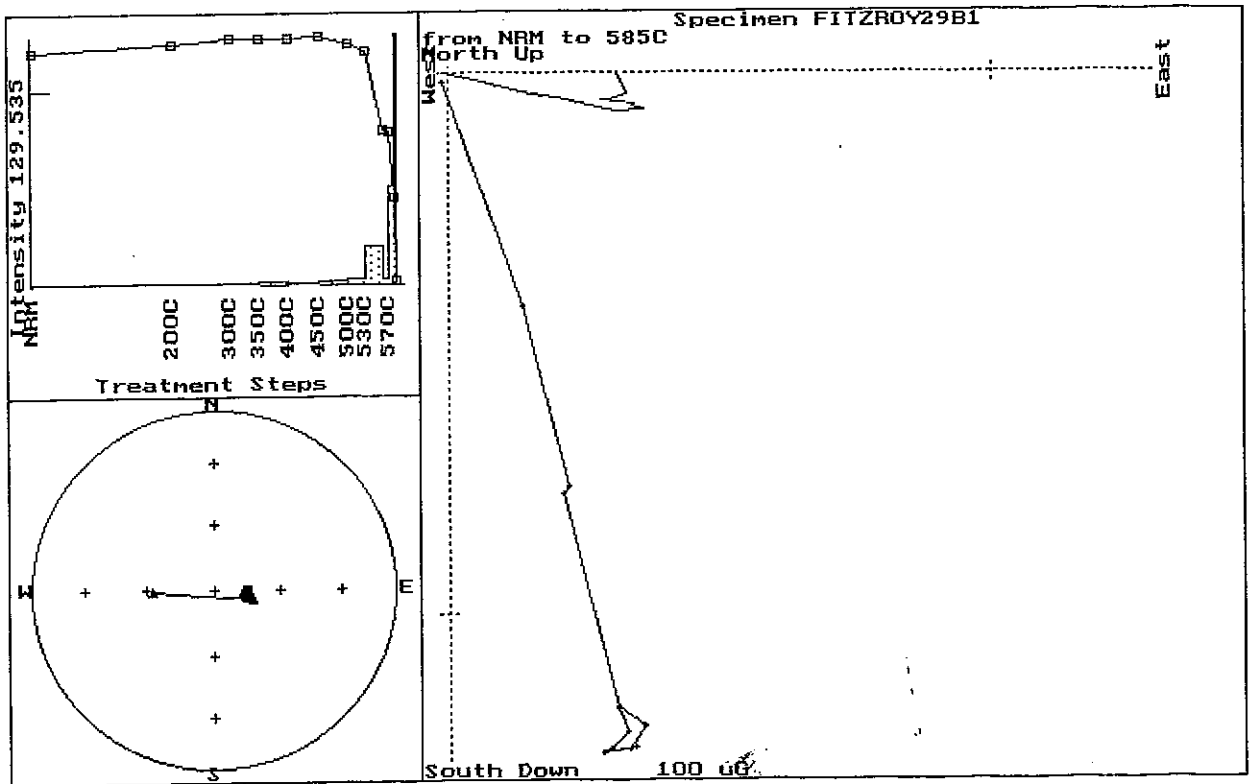 Specimen FITZROY29B1
from NRM to 585C
North Up
West
East
Intensity 129.535
NRM
200C
300C
350C
400C
450C
500C
530C
570C
Treatment Steps
N
W
E
S
South Down 100 uG